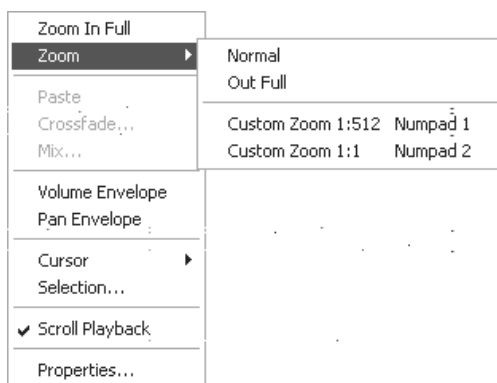 Zoom In Full
Zoom
Paste
Crossfade...
Mix...
Volume Envelope
Pan Envelope
Cursor
Selection...
Scroll Playback
Properties...
Normal
Out Full
Custom Zoom 1:512 Numpad 1
Custom Zoom 1:1 Numpad 2